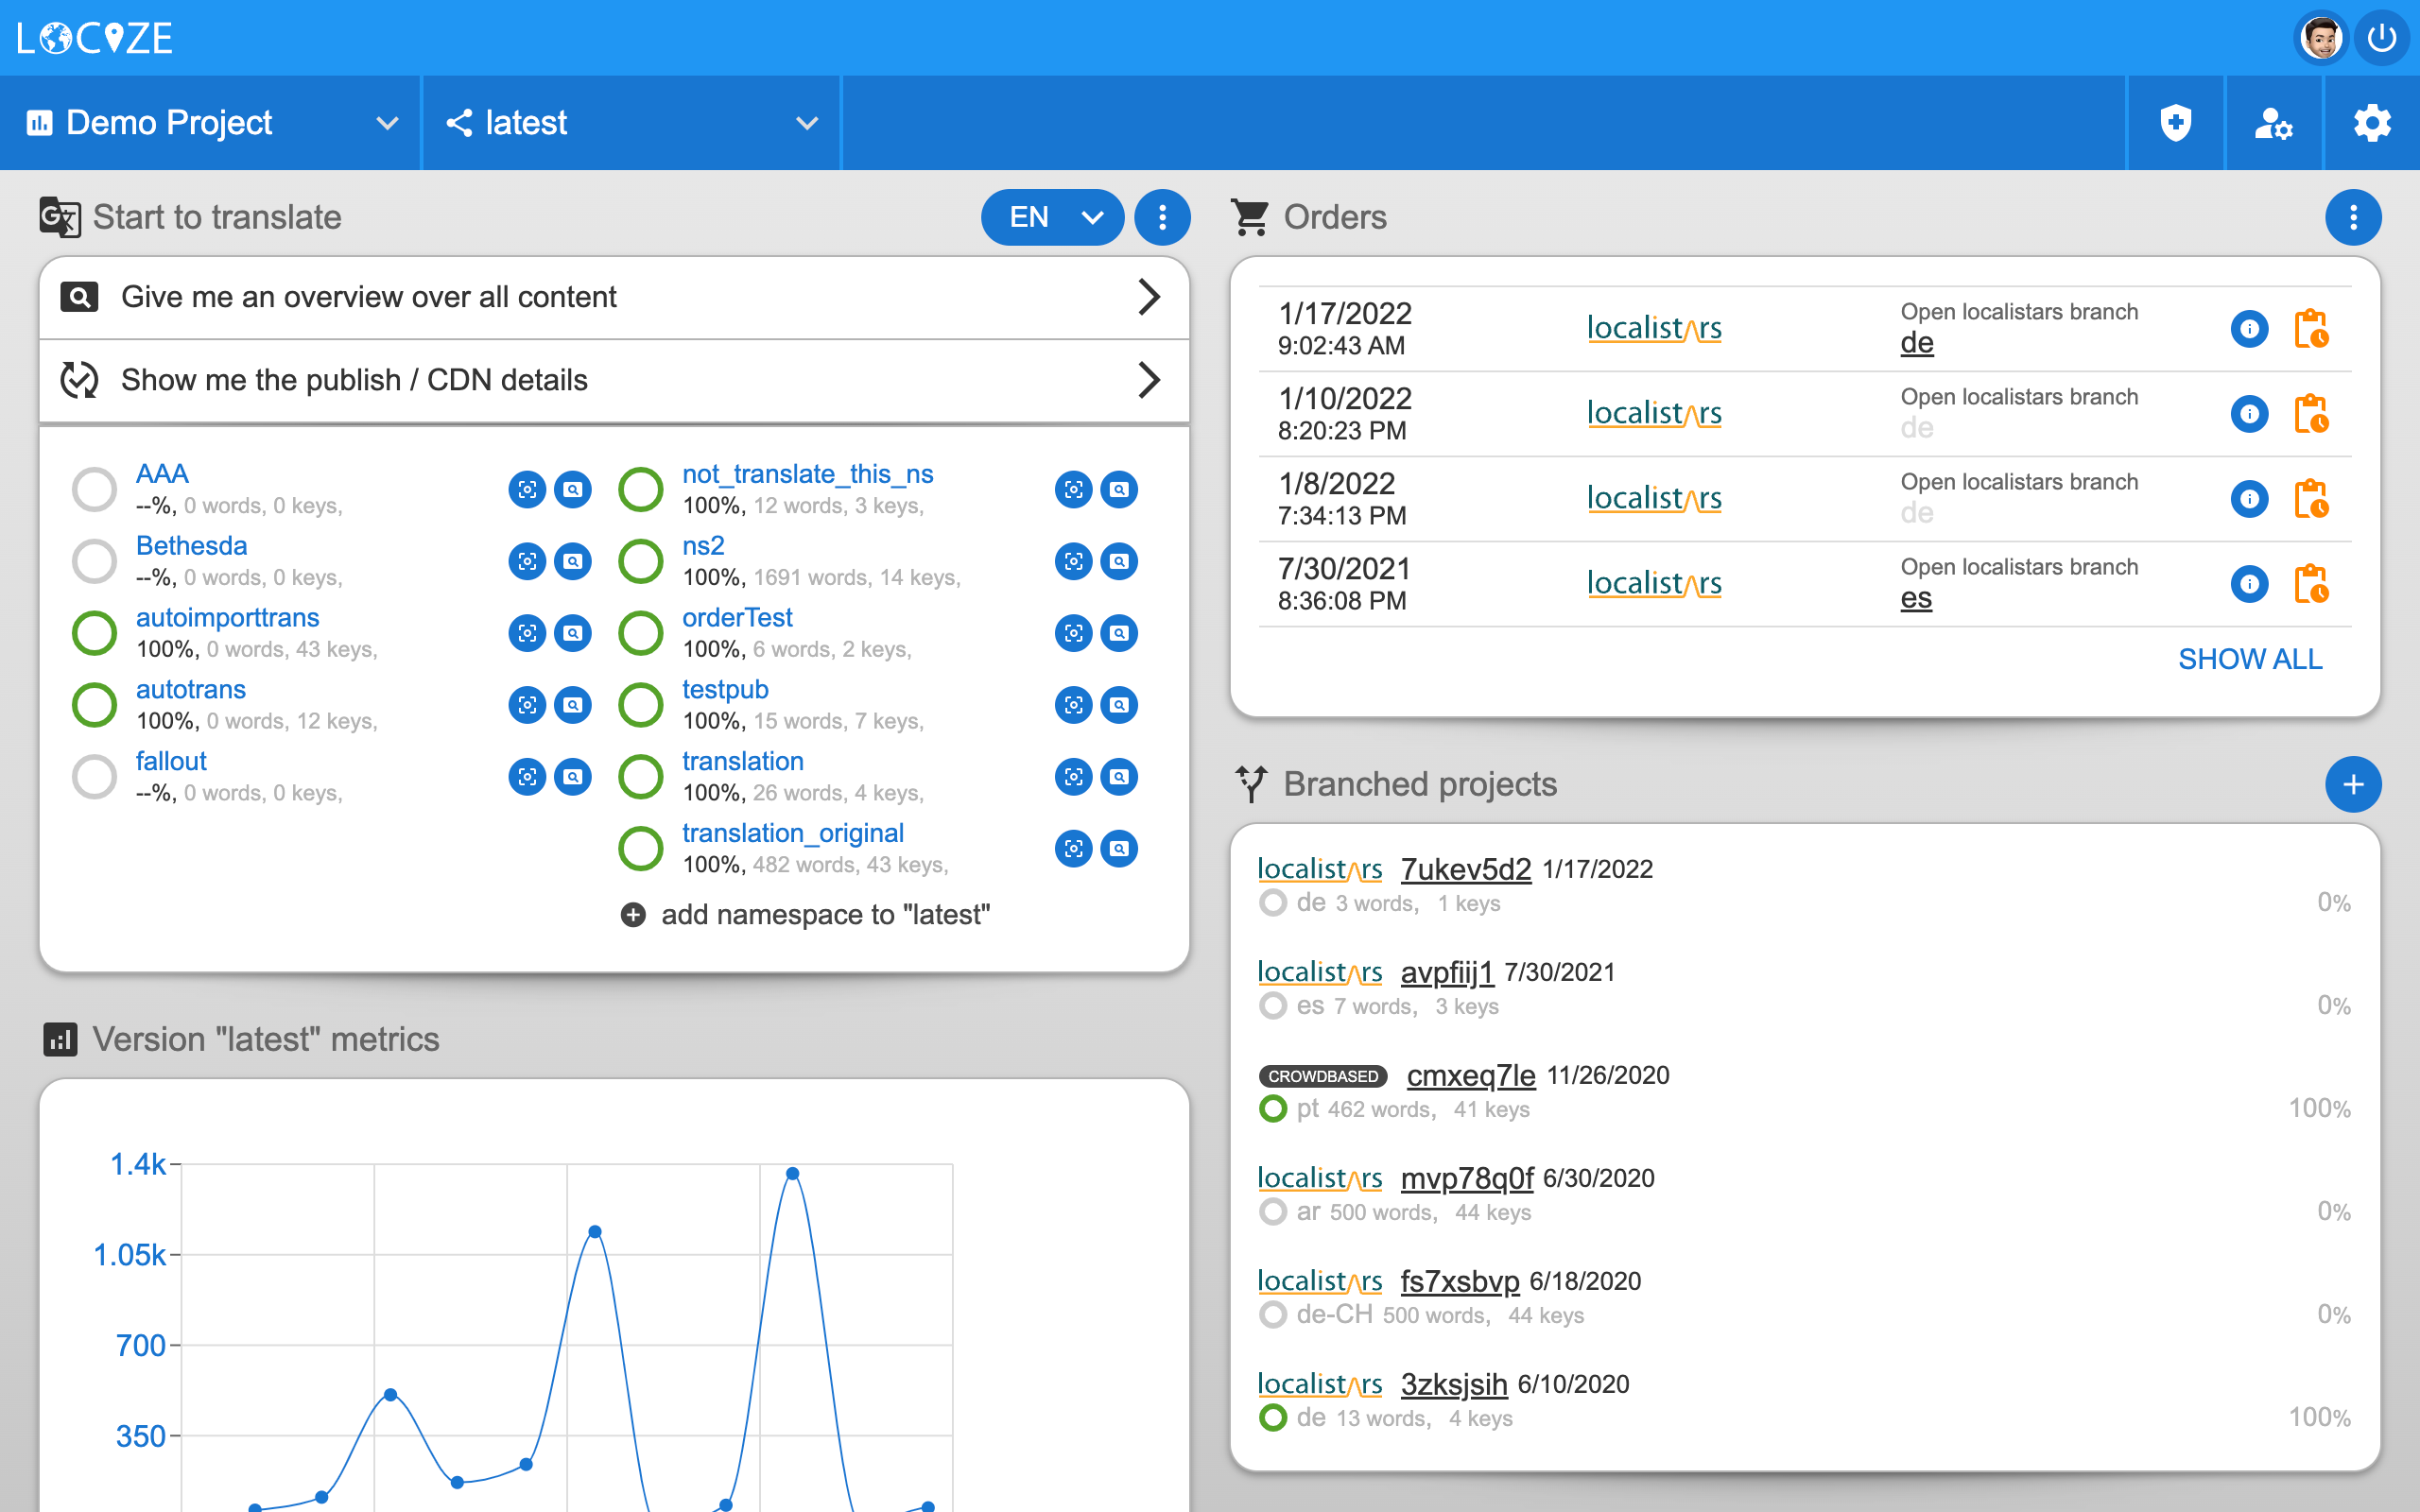 LOCIZE
Demo Project
latest
Start to translate
EN
Give me an overview over all content
Show me the publish / CDN details
AAA
--%, 0 words, 0 keys,
Bethesda
--%, 0 words, 0 keys,
autoimporttrans
100%, 0 words, 43 keys,
autotrans
100%, 0 words, 12 keys,
fallout
--%, 0 words, 0 keys,
not_translate_this_ns
100%, 12 words, 3 keys,
ns2
100%, 1691 words, 14 keys,
orderTest
100%, 6 words, 2 keys,
testpub
100%, 15 words, 7 keys,
translation
100%, 26 words, 4 keys,
translation_original
100%, 482 words, 43 keys,
add namespace to "latest"
Version "latest" metrics
1.4k
1.05k
700
350
Orders
1/17/2022
9:02:43 AM
localistars
Open localistars branch
de
1/10/2022
8:20:23 PM
localistars
Open localistars branch
de
1/8/2022
7:34:13 PM
localistars
Open localistars branch
de
7/30/2021
8:36:08 PM
localistars
Open localistars branch
es
SHOW ALL
Branched projects
localistars 7ukev5d2 1/17/2022
de 3 words, 1 keys 0%
localistars avpfiij1 7/30/2021
es 7 words, 3 keys 0%
CROWDBASED cmxeq7le 11/26/2020
pt 462 words, 41 keys 100%
localistars mvp78q0f 6/30/2020
ar 500 words, 44 keys 0%
localistars fs7xsbvp 6/18/2020
de-CH 500 words, 44 keys 0%
localistars 3zksjsih 6/10/2020
de 13 words, 4 keys 100%